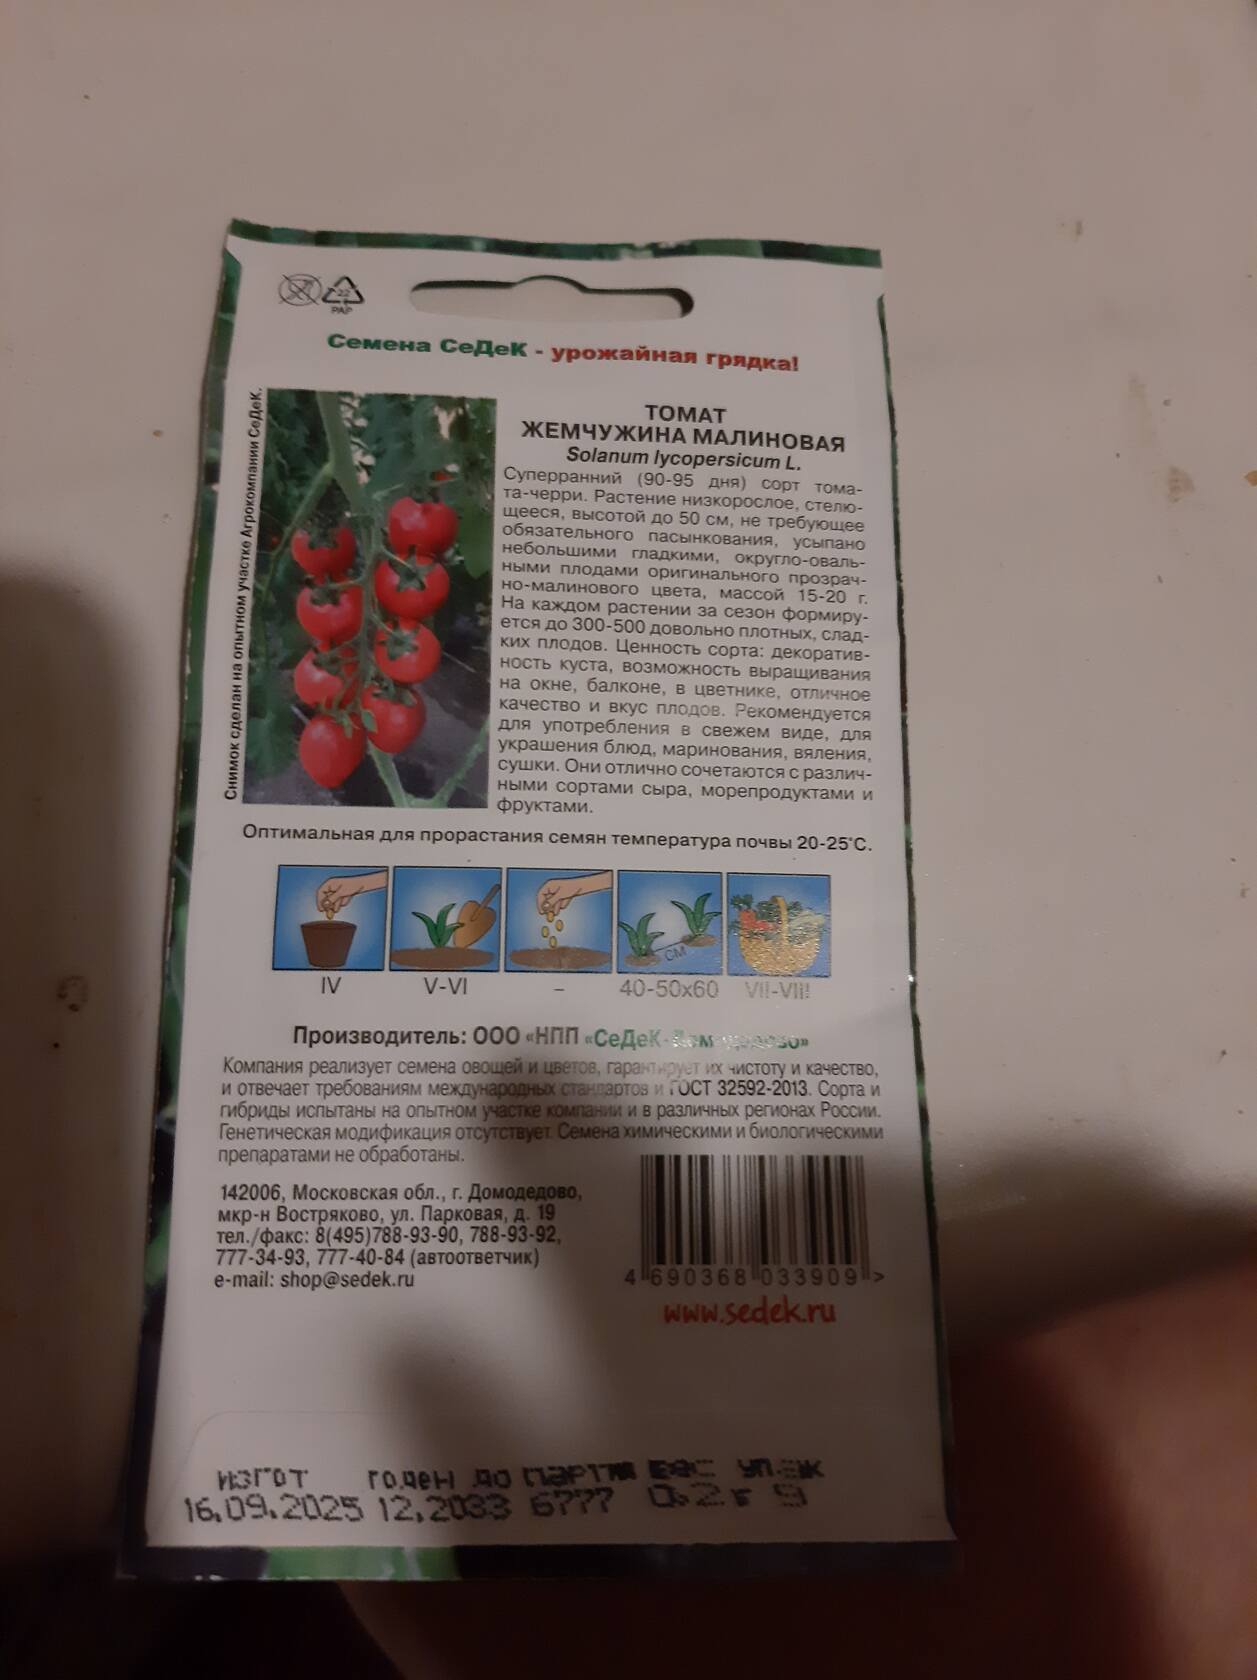 22
PAP
Семена СеДеК - урожайная грядка!
Снимок сделан на опытном участке Агрокомпании СеДеК.
ТОМАТ
ЖЕМЧУЖИНА МАЛИНОВАЯ
Solanum lycopersicum L.
Суперранний (90-95 дня) сорт тома-
та-черри. Растение низкорослое, стелю-
щееся, высотой до 50 см, не требующее
обязательного пасынкования, усыпано
небольшими гладкими, округло-оваль-
ными плодами оригинального прозрач-
но-малинового цвета, массой 15-20 г.
На каждом растении за сезон формиру-
ется до 300-500 довольно плотных, слад-
ких плодов. Ценность сорта: декоратив-
ность куста, возможность выращивания
на окне, балконе, в цветнике, отличное
качество и вкус плодов. Рекомендуется
для употребления в свежем виде, для
украшения блюд, маринования, вяления,
сушки. Они отлично сочетаются с различ-
ными сортами сыра, морепродуктами и
фруктами.
Оптимальная для прорастания семян температура почвы 20-25°С.
см
IV V-VI – 40-50х60 VII-VIII
Производитель: ООО «НПП «СеДеК-Домодедово»
Компания реализует семена овощей и цветов, гарантирует их чистоту и качество,
и отвечает требованиям международных стандартов и ГОСТ 32592-2013. Сорта и
гибриды испытаны на опытном участке компании и в различных регионах России.
Генетическая модификация отсутствует. Семена химическими и биологическими
препаратами не обработаны.
142006, Московская обл., г. Домодедово,
мкр-н Востряково, ул. Парковая, д. 19
тел./факс: 8(495)788-93-90, 788-93-92,
777-34-93, 777-40-84 (автоответчик)
e-mail: shop@sedek.ru
4 690368 033909 >
www.sedek.ru
изгот годен до партия вес упак
16.09.2025 12.2033 6777 0.2г 9